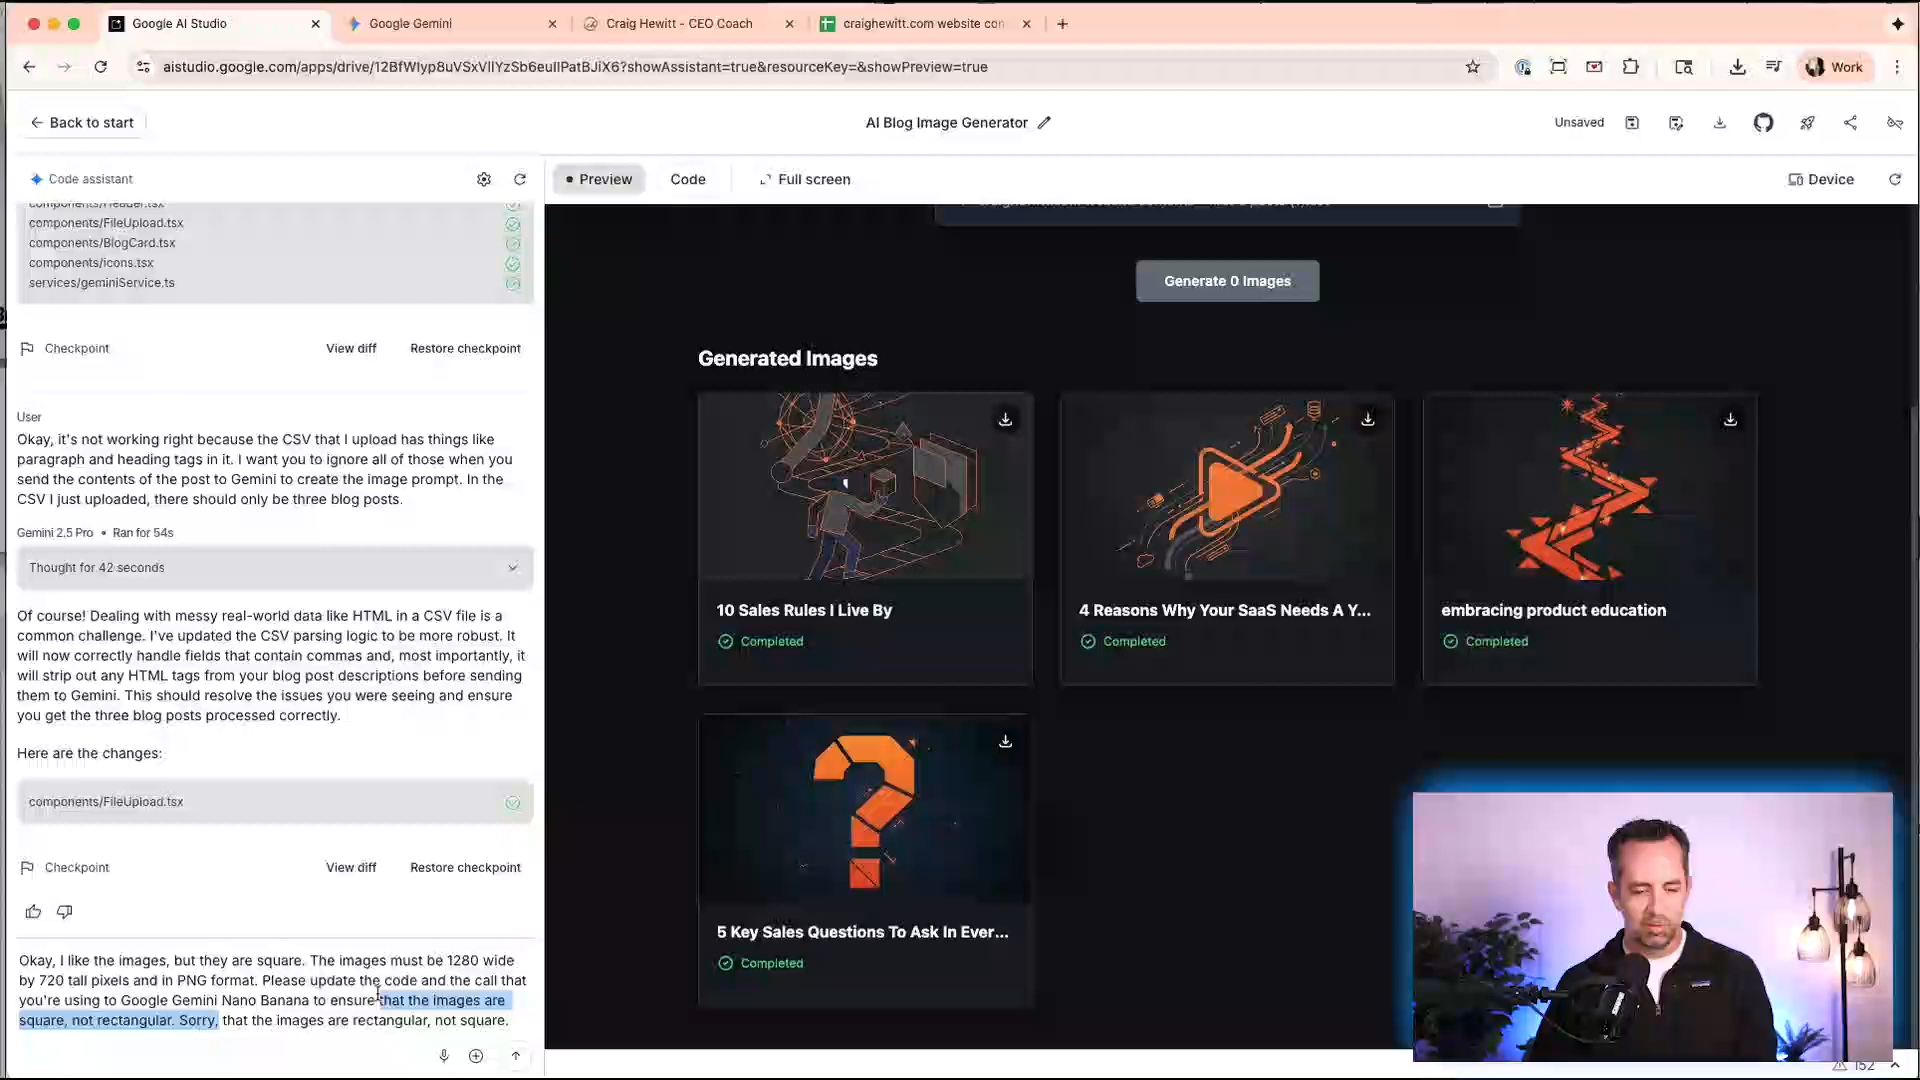 Google AI Studio
Google Gemini
Craig Hewitt - CEO Coach
craighewitt.com website con
Work
Back to start
AI Blog Image Generator
Unsaved
Code assistant
Preview
Code
Full screen
Device
components/Header.tsx
components/FileUpload.tsx
components/BlogCard.tsx
components/icons.tsx
services/geminiService.ts
Checkpoint
View diff
Restore checkpoint
User
Okay, it's not working right because the CSV that I upload has things like
paragraph and heading tags in it. I want you to ignore all of those when you
send the contents of the post to Gemini to create the image prompt. In the
CSV I just uploaded, there should only be three blog posts.
Gemini 2.5 Pro • Ran for 54s
Thought for 42 seconds
Of course! Dealing with messy real-world data like HTML in a CSV file is a
common challenge. I've updated the CSV parsing logic to be more robust. It
will now correctly handle fields that contain commas and, most importantly, it
will strip out any HTML tags from your blog post descriptions before sending
them to Gemini. This should resolve the issues you were seeing and ensure
you get the three blog posts processed correctly.
Here are the changes:
components/FileUpload.tsx
Checkpoint
View diff
Restore checkpoint
Okay, I like the images, but they are square. The images must be 1280 wide
by 720 tall pixels and in PNG format. Please update the code and the call that
you're using to Google Gemini Nano Banana to ensure that the images are
square, not rectangular. Sorry, that the images are rectangular, not square.
Generate 0 Images
Generated Images
10 Sales Rules I Live By
Completed
4 Reasons Why Your SaaS Needs A Y...
Completed
embracing product education
Completed
5 Key Sales Questions To Ask In Ever...
Completed
152